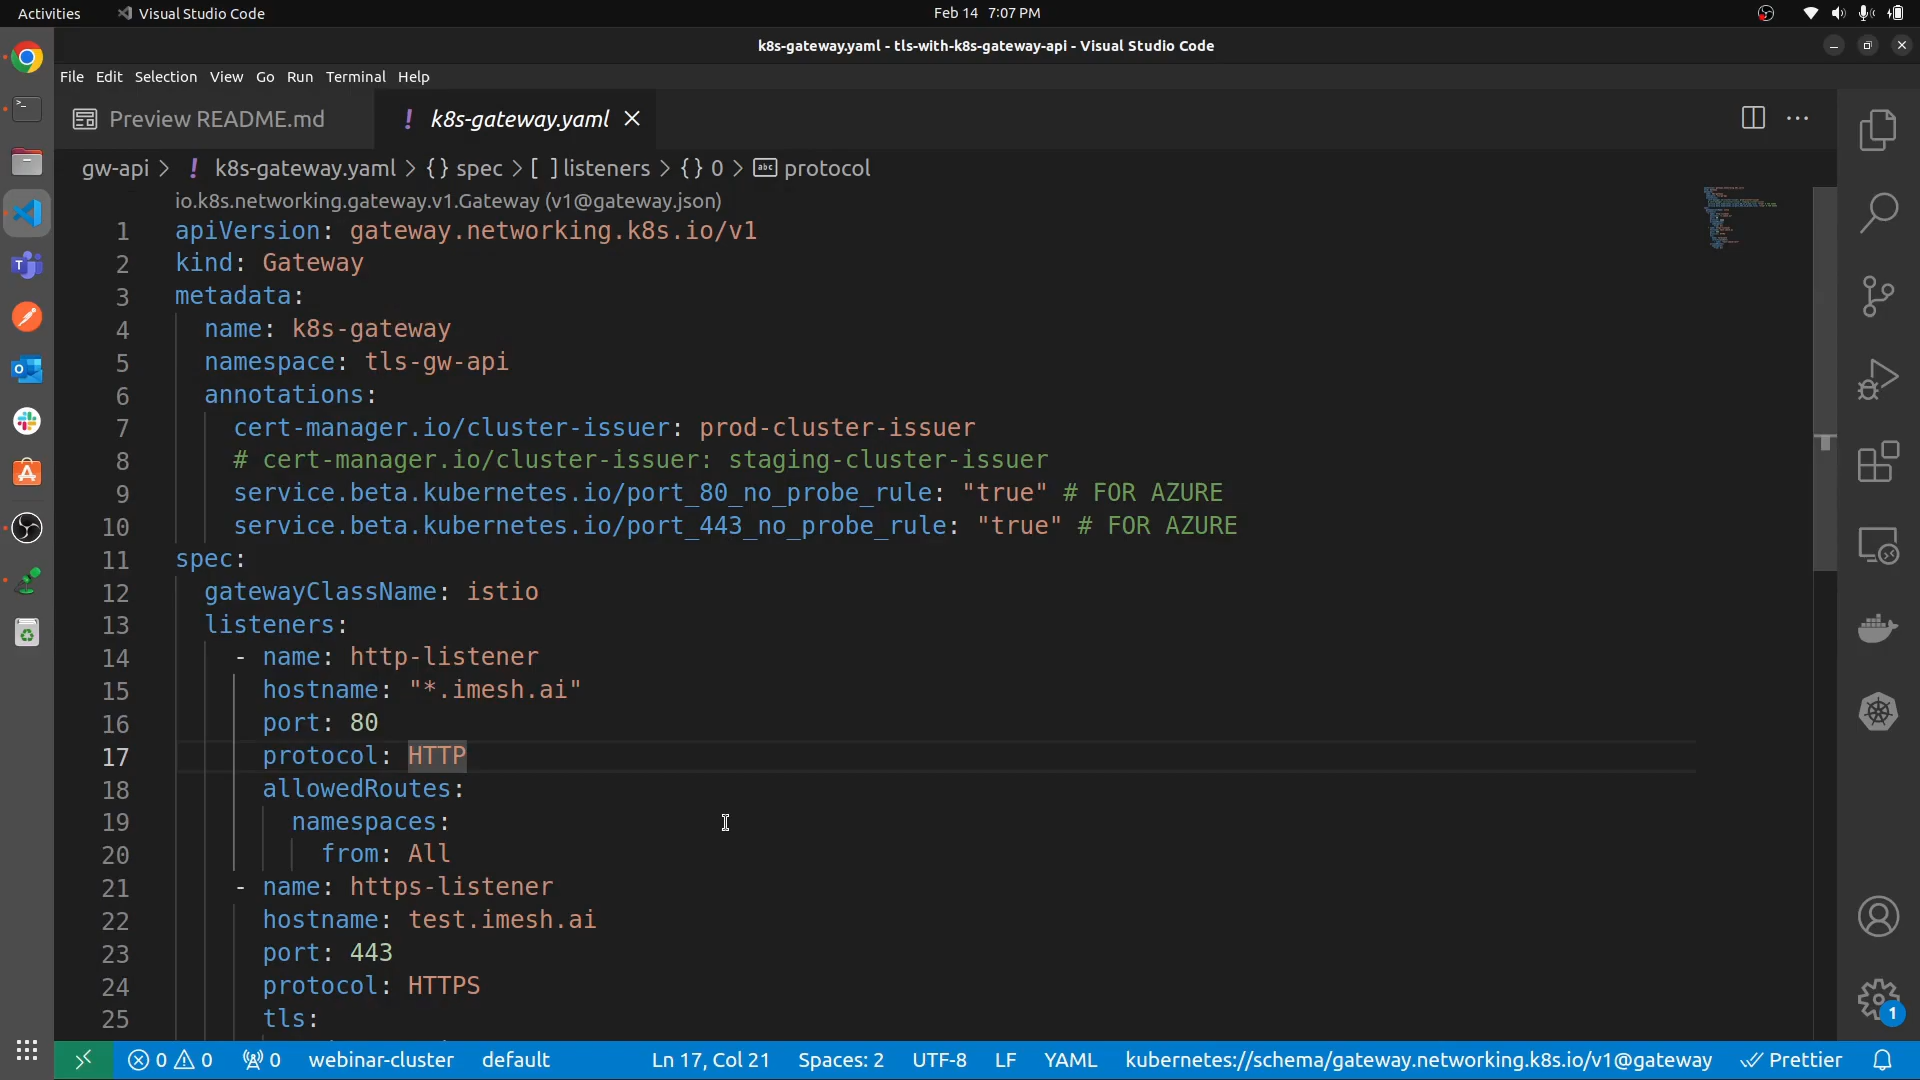 Activities Visual Studio Code Feb 14 7:07 PM
k8s-gateway.yaml - tls-with-k8s-gateway-api - Visual Studio Code
File Edit Selection View Go Run Terminal Help
Preview README.md ! k8s-gateway.yaml
gw-api > ! k8s-gateway.yaml > {} spec > [ ] listeners > {} 0 > abc protocol
io.k8s.networking.gateway.v1.Gateway (v1@gateway.json)
1 apiVersion: gateway.networking.k8s.io/v1
2 kind: Gateway
3 metadata:
4 name: k8s-gateway
5 namespace: tls-gw-api
6 annotations:
7 cert-manager.io/cluster-issuer: prod-cluster-issuer
8 # cert-manager.io/cluster-issuer: staging-cluster-issuer
9 service.beta.kubernetes.io/port_80_no_probe_rule: "true" # FOR AZURE
10 service.beta.kubernetes.io/port_443_no_probe_rule: "true" # FOR AZURE
11 spec:
12 gatewayClassName: istio
13 listeners:
14 - name: http-listener
15 hostname: "*.imesh.ai"
16 port: 80
17 protocol: HTTP
18 allowedRoutes:
19 namespaces:
20 from: All
21 - name: https-listener
22 hostname: test.imesh.ai
23 port: 443
24 protocol: HTTPS
25 tls:
1
0 0 0 webinar-cluster default Ln 17, Col 21 Spaces: 2 UTF-8 LF YAML kubernetes://schema/gateway.networking.k8s.io/v1@gateway Prettier